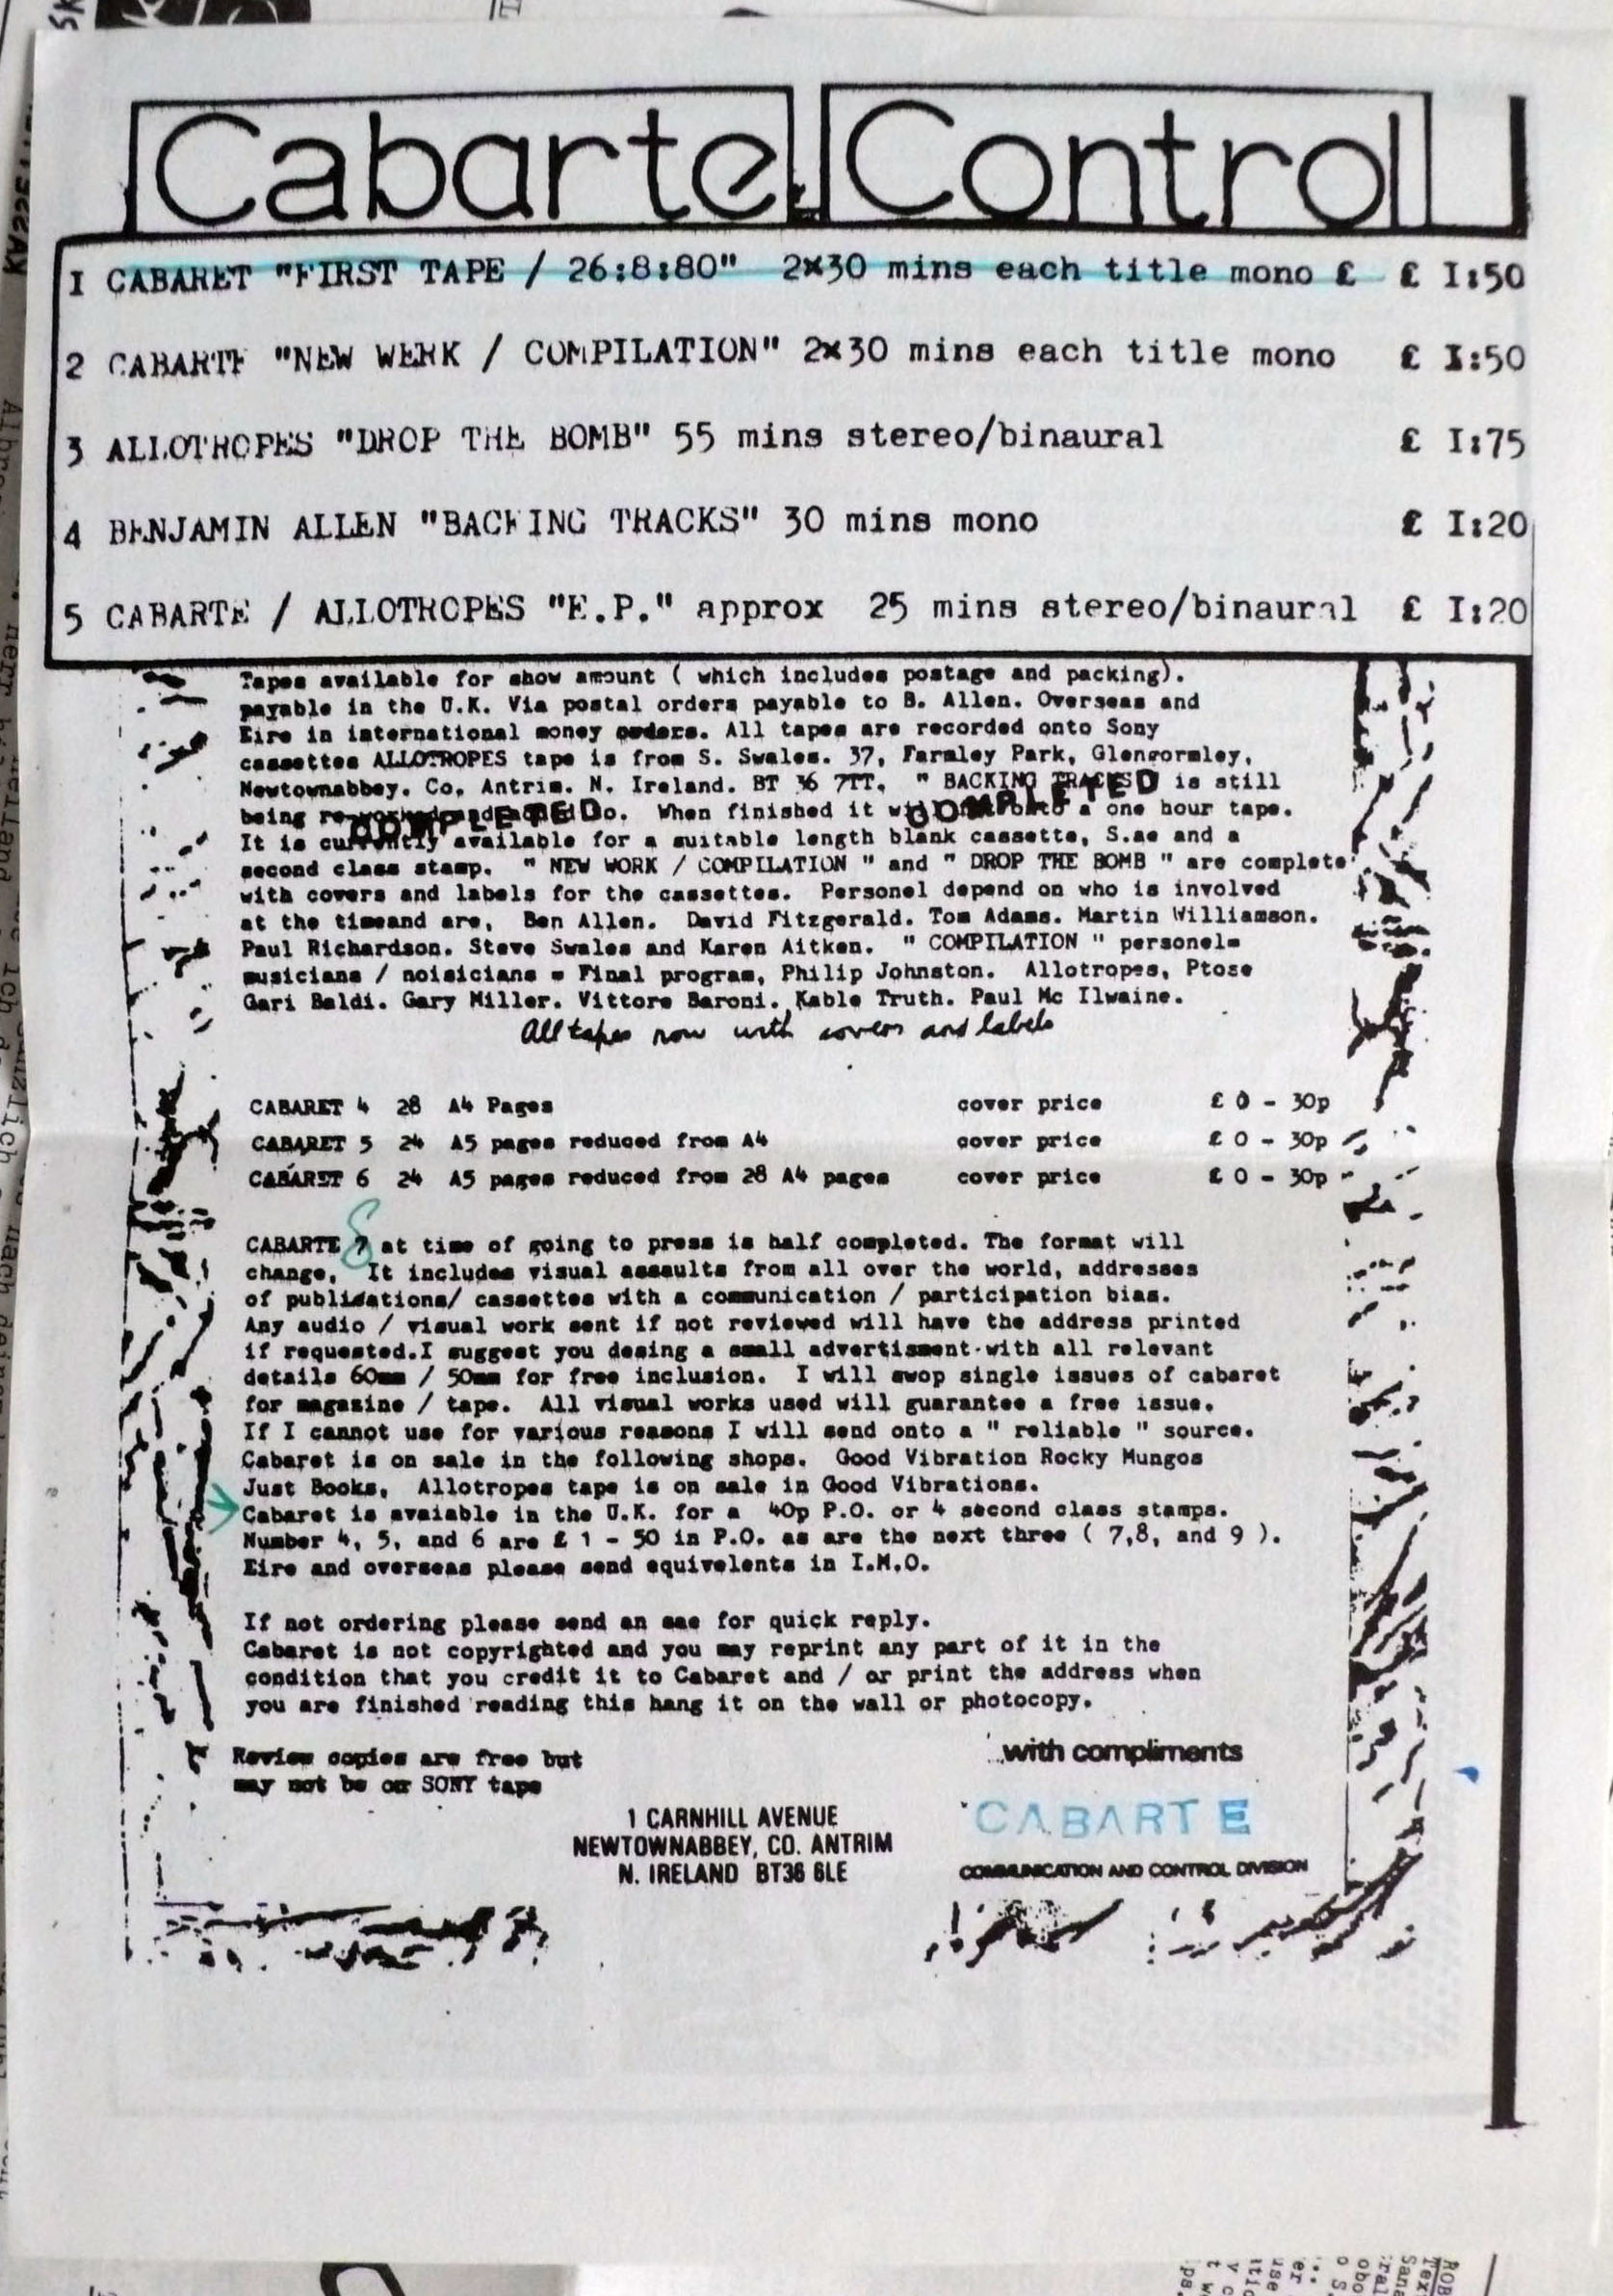 Cabarte Control
1 CABARET "FIRST TAPE / 26:8:80" 2x30 mins each title mono £ £ I:50
2 CABARTE "NEW WERK / COMPILATION" 2x30 mins each title mono £ I:50
3 ALLOTROPES "DROP THE BOMB" 55 mins stereo/binaural £ I:75
4 BENJAMIN ALLEN "BACKING TRACKS" 30 mins mono £ I:20
5 CABARTE / ALLOTROPES "E.P." approx 25 mins stereo/binaural £ I:20
Tapes available for show amount ( which includes postage and packing).
payable in the U.K. Via postal orders payable to B. Allen. Overseas and
Eire in international money orders. All tapes are recorded onto Sony
cassettes ALLOTROPES tape is from S. Swales. 37, Farmley Park, Glengormley,
Newtownabbey. Co, Antrim. N. Ireland. BT 36 7TT, " BACKING TRACKS is still
COMPLETED
being When finished it onto a one hour tape.
COMPLETED
It is currently available for a suitable length blank cassette, S.ae and a
second class stamp. " NEW WORK / COMPILATION " and " DROP THE BOMB " are complete
with covers and labels for the cassettes. Personel depend on who is involved
at the timeand are, Ben Allen. David Fitzgerald. Tom Adams. Martin Williamson.
Paul Richardson. Steve Swales and Karen Aitken. " COMPILATION " personel=
musicians / noisicians = Final program, Philip Johnston. Allotropes, Ptose
Gari Baldi. Gary Miller. Vittore Baroni. Kable Truth. Paul Mc Ilwaine.
All tapes now with covers and labels
CABARET 4 28 A4 Pages cover price £ 0 - 30p
CABARET 5 24 A5 pages reduced from A4 cover price £ 0 - 30p
CABARET 6 24 A5 pages reduced from 28 A4 pages cover price £ 0 - 30p
CABARTE 7 8 at time of going to press is half completed. The format will
change, It includes visual assaults from all over the world, addresses
of publications/ cassettes with a communication / participation bias.
Any audio / visual work sent if not reviewed will have the address printed
if requested.I suggest you desing a small advertisment with all relevant
details 60mm / 50mm for free inclusion. I will swop single issues of cabaret
for magazine / tape. All visual works used will guarantee a free issue.
If I cannot use for various reasons I will send onto a " reliable " source.
Cabaret is on sale in the following shops. Good Vibration Rocky Mungos
Just Books, Allotropes tape is on sale in Good Vibrations.
Cabaret is avaiable in the U.K. for a 40p P.O. or 4 second class stamps.
Number 4, 5, and 6 are £ 1 - 50 in P.O. as are the next three ( 7,8, and 9 ).
Eire and overseas please send equivelents in I.M.O.
If not ordering please send an sae for quick reply.
Cabaret is not copyrighted and you may reprint any part of it in the
condition that you credit it to Cabaret and / or print the address when
you are finished reading this hang it on the wall or photocopy.
Review copies are free but
may not be on SONY tape
with compliments
1 CARNHILL AVENUE
NEWTOWNABBEY, CO. ANTRIM
N. IRELAND BT36 6LE
CABARTE
COMMUNICATION AND CONTROL DIVISION